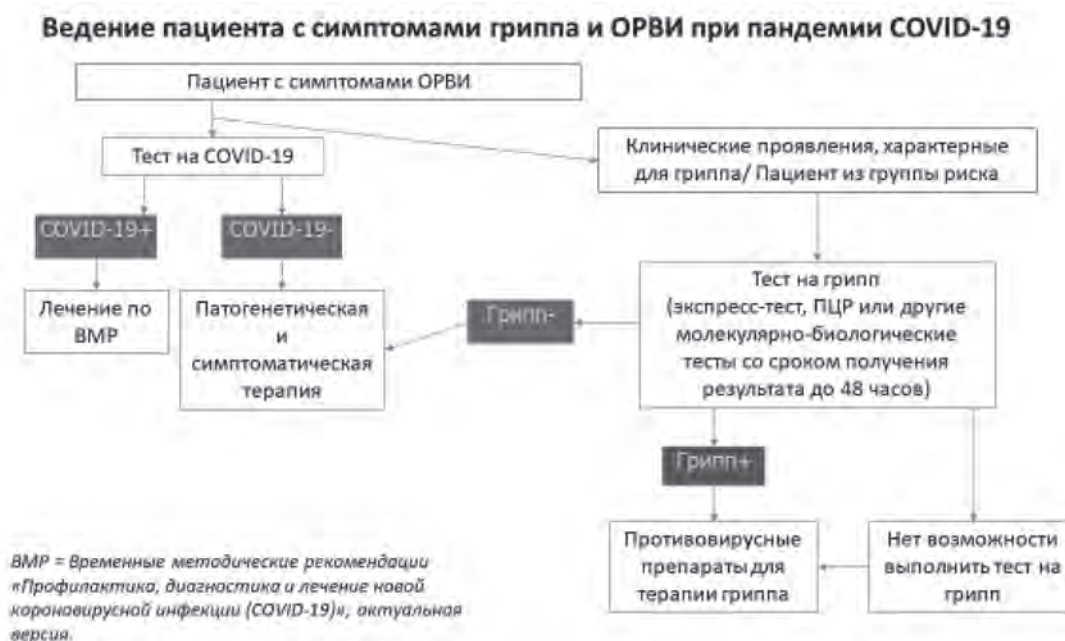 Ведение пациента с симптомами гриппа и ОРВИ при пандемии COVID-19
Пациент с симптомами ОРВИ
Тест на COVID-19
Клинические проявления, характерные
для гриппа/ Пациент из группы риска
COVID-19+
COVID-19-
Лечение по
ВМР
Патогенетическая
и
симптоматическая
терапия
Грипп-
Тест на грипп
(экспресс-тест, ПЦР или другие
молекулярно-биологические
тесты со сроком получения
результата до 48 часов)
Грипп+
Противовирусные
препараты для
терапии гриппа
Нет возможности
выполнить тест на
грипп
ВМР = Временные методические рекомендации
«Профилактика, диагностика и лечение новой
коронавирусной инфекции (COVID-19)», актуальная
версия.